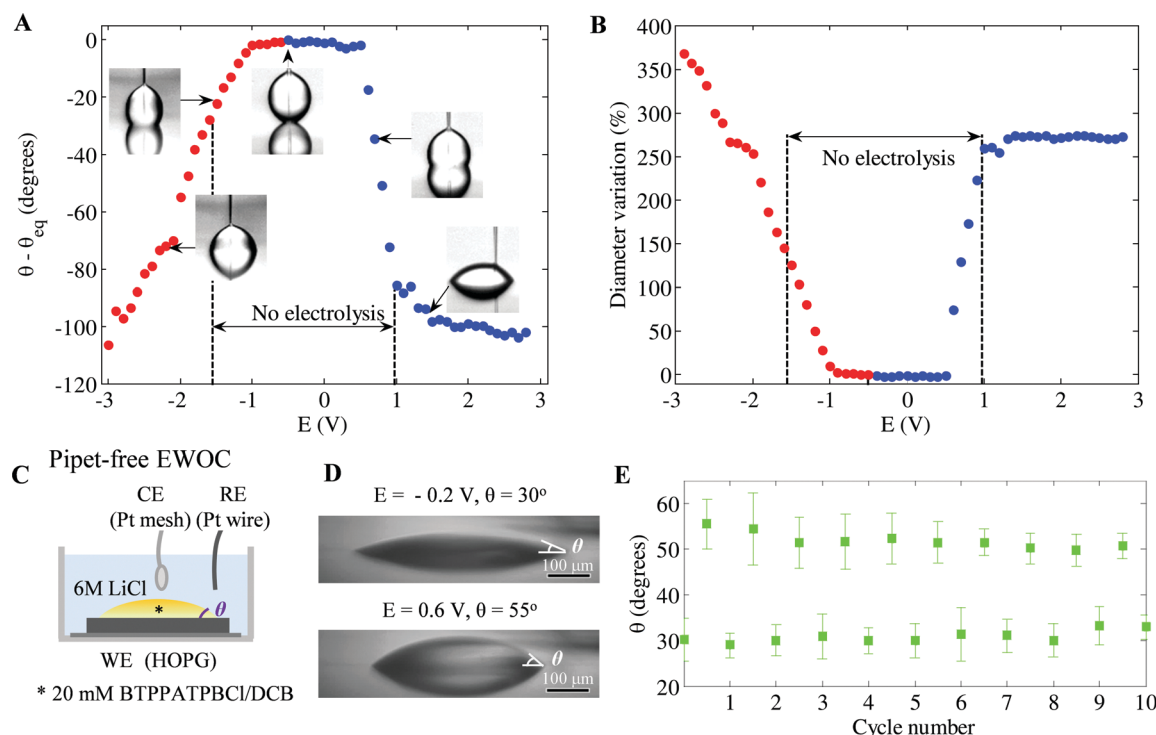 A
θ - θeq (degrees)
0
-20
-40
-60
-80
-100
-120
No electrolysis
-3
-2
-1
0
1
2
3
E (V)
B
Diameter variation (%)
400
350
300
250
200
150
100
50
0
No electrolysis
-3
-2
-1
0
1
2
3
E (V)
C
Pipet-free EWOC
CE
(Pt mesh)
RE
(Pt wire)
6M LiCl
*
θ
WE (HOPG)
* 20 mM BTPPATPBCl/DCB
D
E = - 0.2 V, θ = 30o
θ
100 μm
E = 0.6 V, θ = 55o
θ
100 μm
E
θ (degrees)
60
50
40
30
20
1
2
3
4
5
6
7
8
9
10
Cycle number